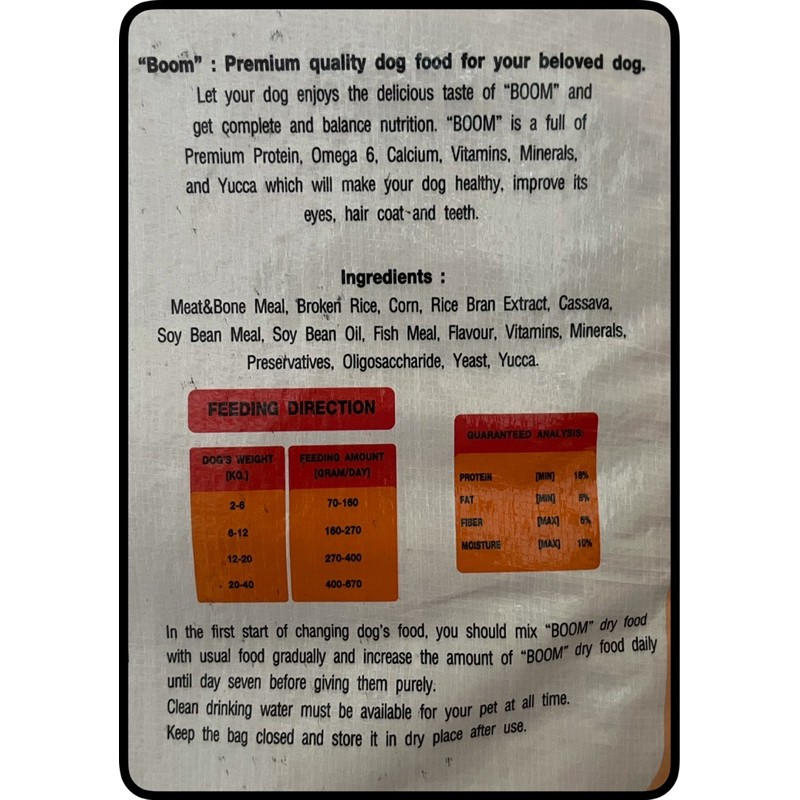 “Boom” : Premium quality dog food for your beloved dog.
Let your dog enjoys the delicious taste of “BOOM” and
get complete and balance nutrition. “BOOM” is a full of
Premium Protein, Omega 6, Calcium, Vitamins, Minerals,
and Yucca which will make your dog healthy, improve its
eyes, hair coat and teeth.
Ingredients :
Meat&Bone Meal, Broken Rice, Corn, Rice Bran Extract, Cassava,
Soy Bean Meal, Soy Bean Oil, Fish Meal, Flavour, Vitamins, Minerals,
Preservatives, Oligosaccharide, Yeast, Yucca.
FEEDING DIRECTION
DOG'S WEIGHT
[KG.]
FEEDING AMOUNT
[GRAM/DAY]
2-6 70-160
6-12 160-270
12-20 270-400
20-40 400-670
GUARANTEED ANALYSIS:
PROTEIN [MIN] 18%
FAT [MIN]
FIBER [MAX]
MOISTURE [MAX] 10%
In the first start of changing dog's food, you should mix “BOOM” dry food
with usual food gradually and increase the amount of “BOOM” dry food daily
until day seven before giving them purely.
Clean drinking water must be available for your pet at all time.
Keep the bag closed and store it in dry place after use.